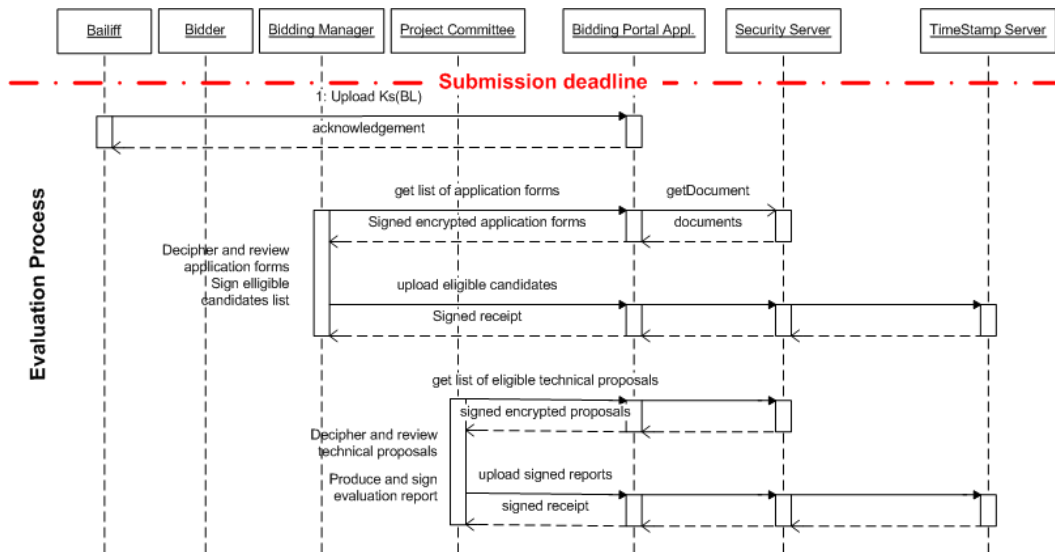 Bailiff
Bidder
Bidding Manager
Project Committee
Bidding Portal Appl.
Security Server
TimeStamp Server
Submission deadline
1: Upload Ks(BL)
acknowledgement
Evaluation Process
get list of application forms
getDocument
Signed encrypted application forms
documents
Decipher and review
application forms
Sign elligible
candidates list
upload eligible candidates
Signed receipt
get list of eligible technical proposals
signed encrypted proposals
Decipher and review
technical proposals
Produce and sign
evaluation report
upload signed reports
signed receipt